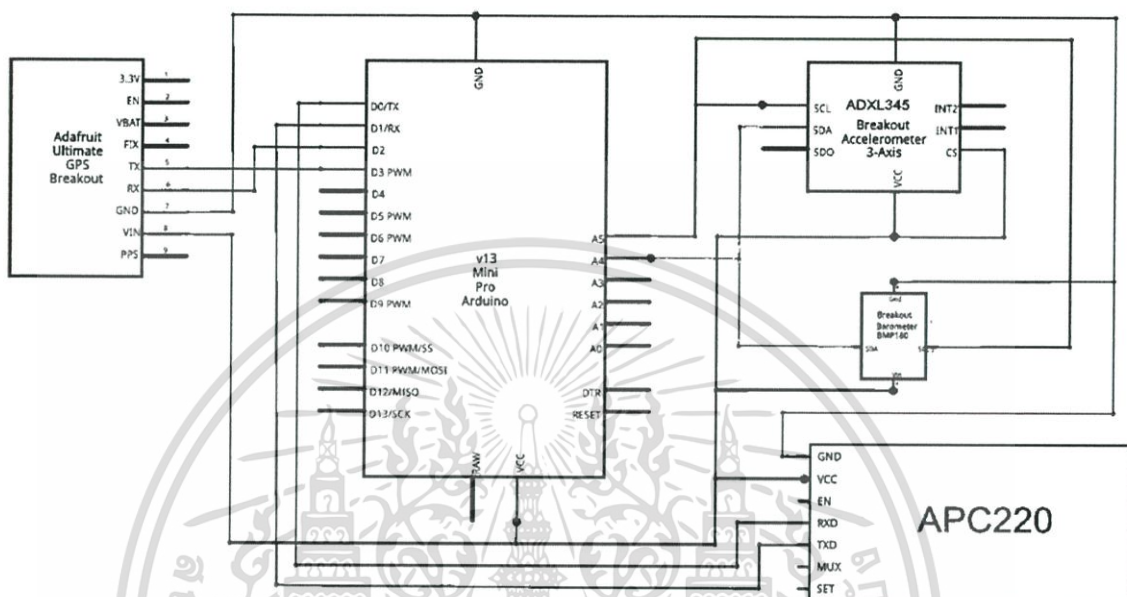 3.3V 1
EN 2
VBAT 3
FIX 4
TX 5
RX 6
GND 7
VIN 8
PPS 9
Adafruit
Ultimate
GPS
Breakout
GND
D0/TX
D1/RX
D2
D3 PWM
D4
D5 PWM
D6 PWM
D7
D8
D9 PWM
D10 PWM/SS
D11 PWM/MOSI
D12/MISO
D13/SCK
v13
Mini
Pro
Arduino
A5
A4
A3
A2
A1
A0
DTR
RESET
RAW
VCC
GND
SCL
SDA
SDO
ADXL345
Breakout
Accelerometer
3-Axis
INT2
INT1
CS
VCC
Gnd
Breakout
Barometer
BMP180
SDA
GND
VCC
EN
RXD
TXD
MUX
SET
APC220